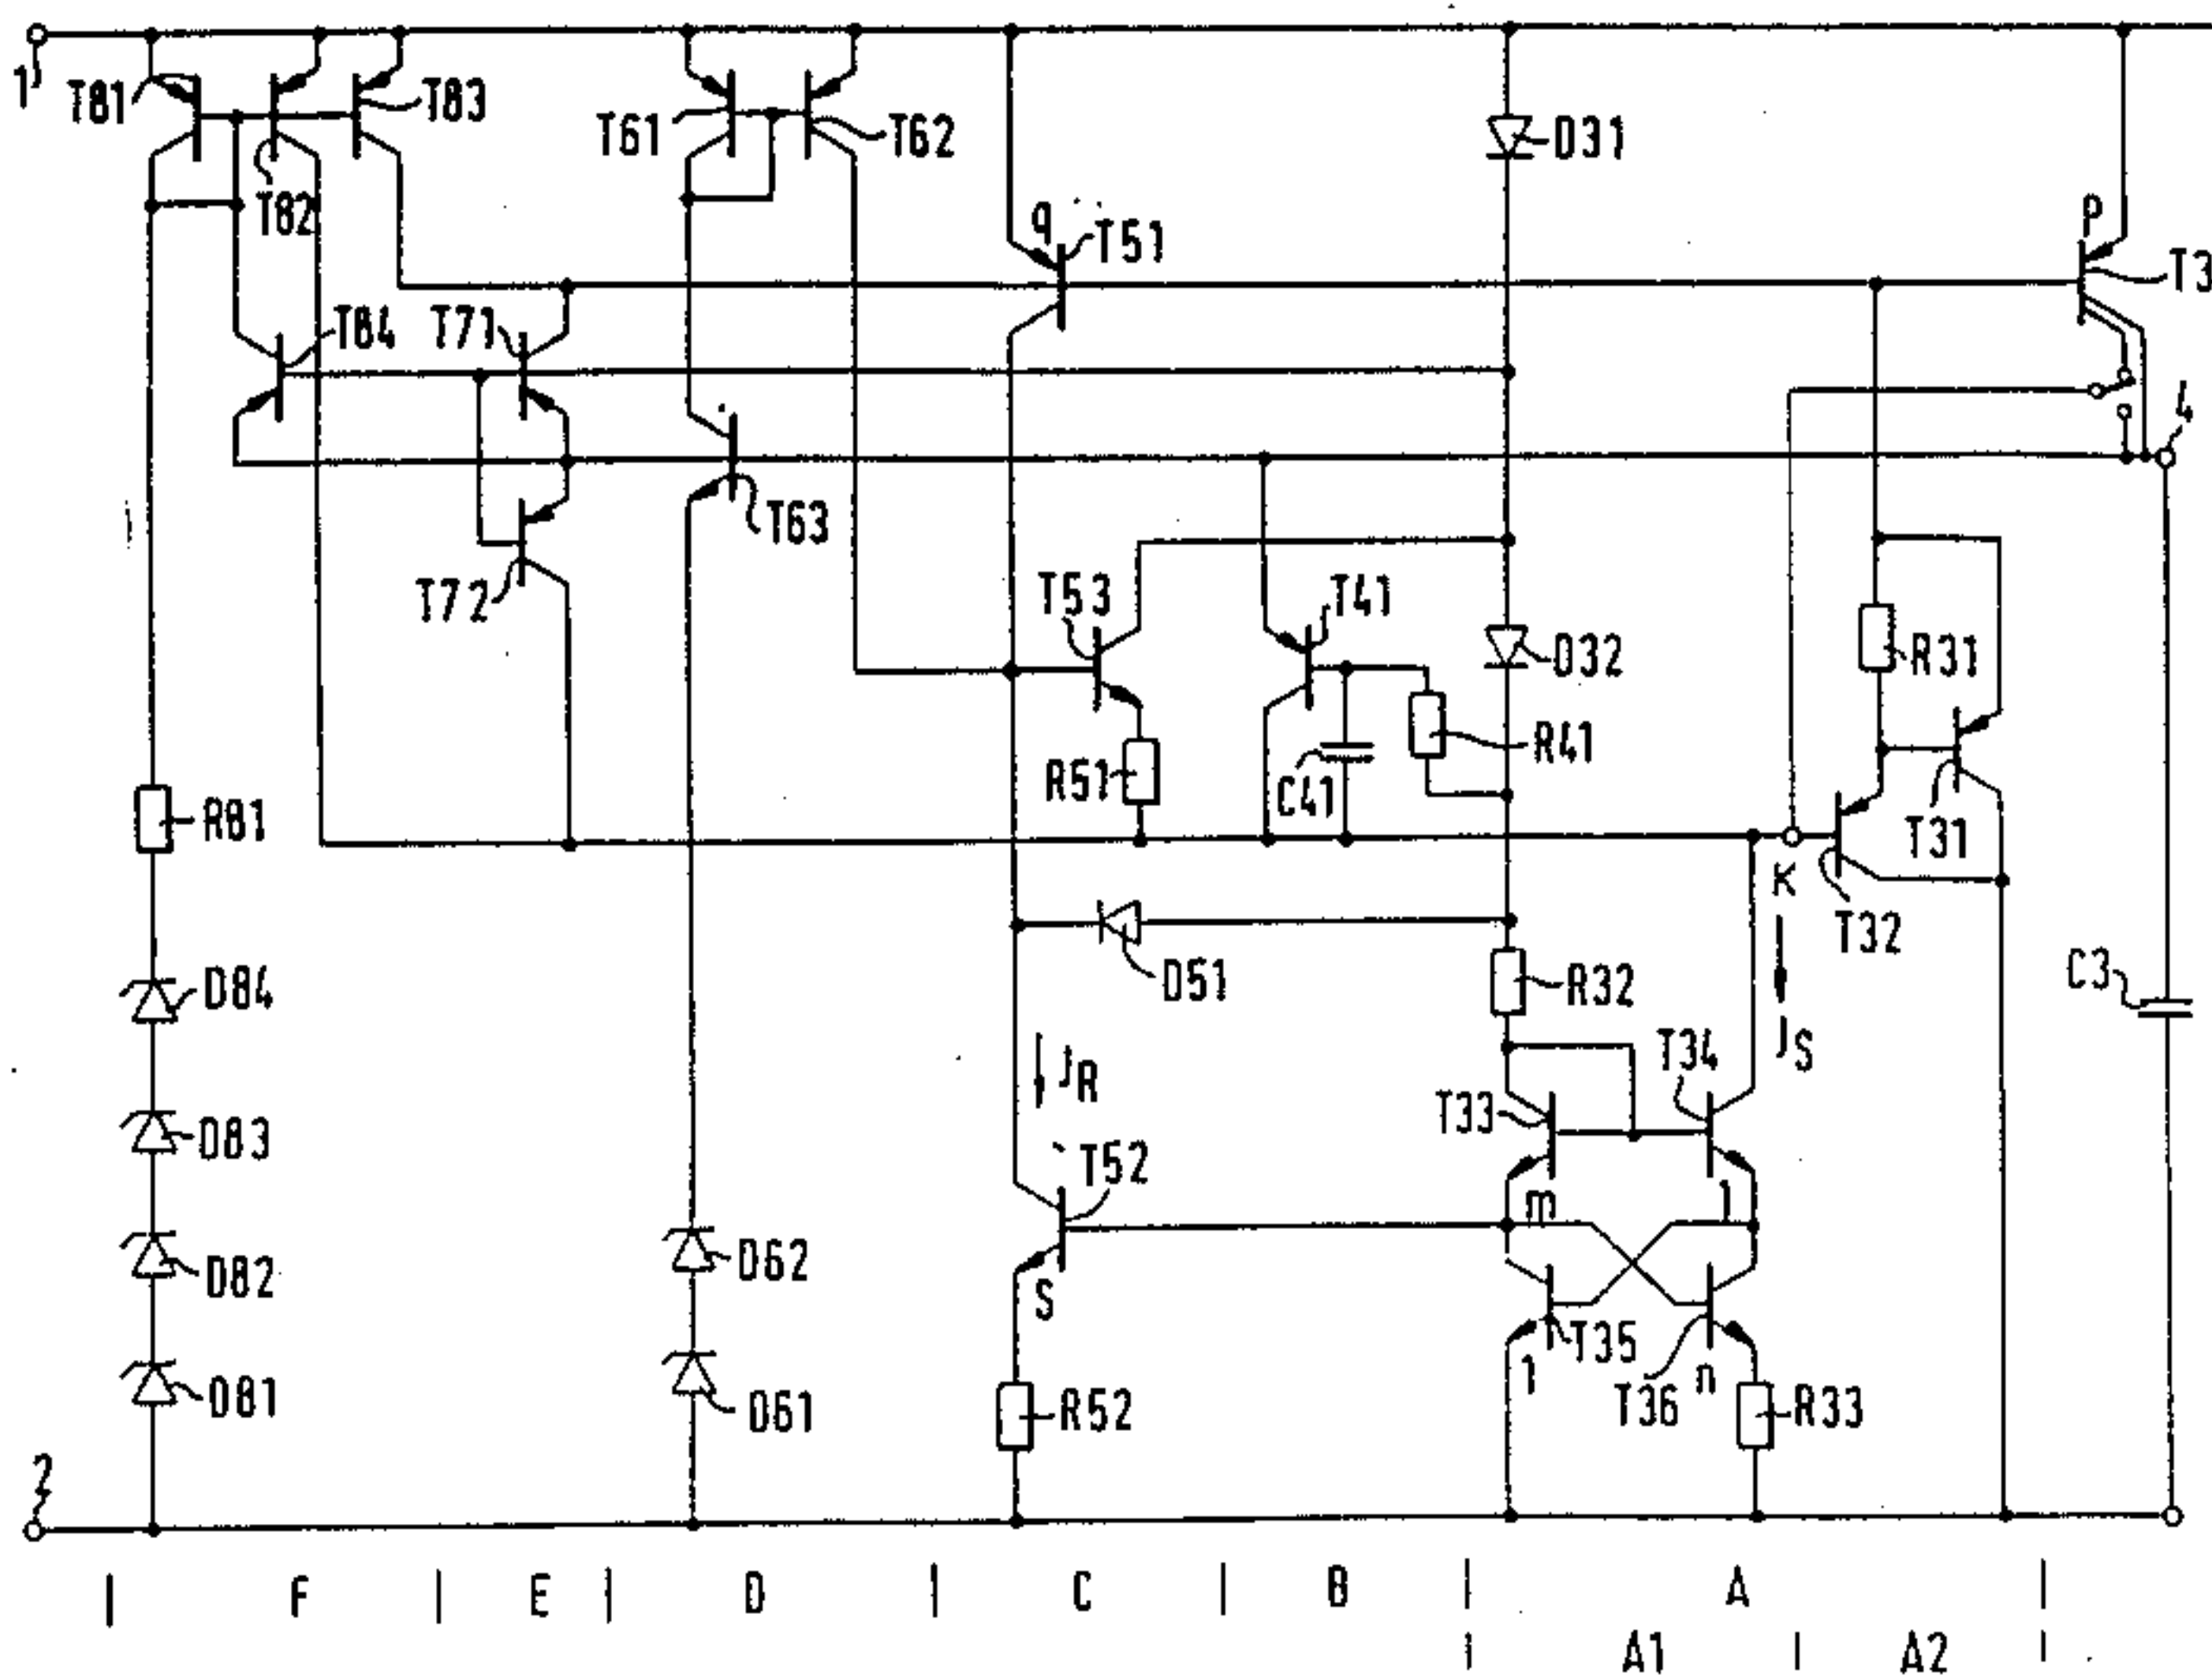 1
T81
T82
T83
T61
T62
D31
q
T51
p
T3
T84
T71
4
T63
T72
T53
T41
D32
R31
R51
C41
R41
R81
T31
K
T32
D84
D51
R32
C3
JR
T34
JS
D83
T33
T52
m
1
D82
D62
S
T35
1
T36
n
D81
D61
R52
R33
2
F
E
D
C
B
A
A1
A2